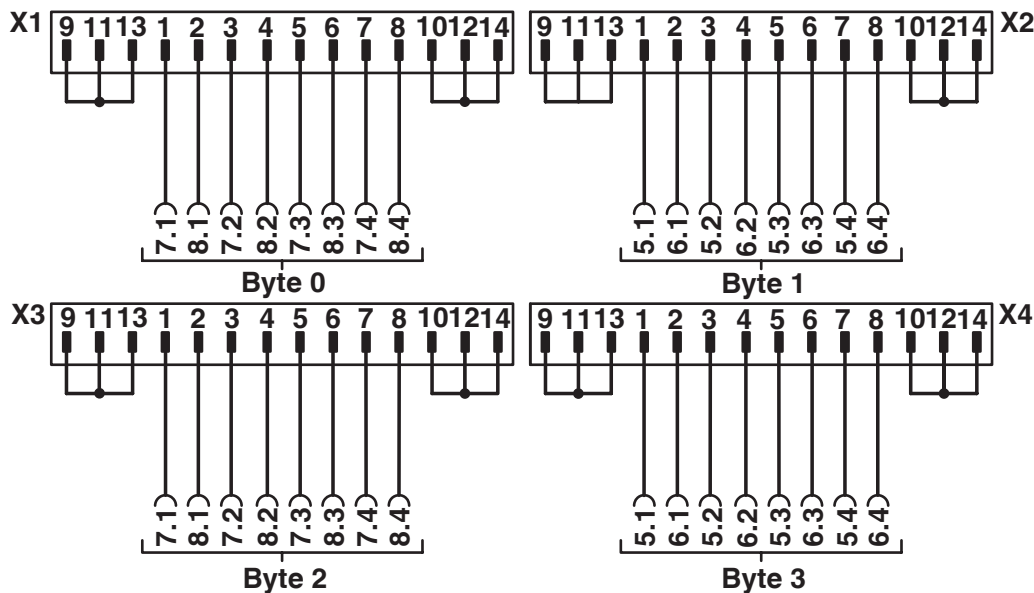 X1 9 11 13 1 2 3 4 5 6 7 8 10 12 14
9 11 13 1 2 3 4 5 6 7 8 10 12 14 X2
7.1 8.1 7.2 8.2 7.3 8.3 7.4 8.4
5.1 6.1 5.2 6.2 5.3 6.3 5.4 6.4
Byte 0
Byte 1
X3 9 11 13 1 2 3 4 5 6 7 8 10 12 14
9 11 13 1 2 3 4 5 6 7 8 10 12 14 X4
7.1 8.1 7.2 8.2 7.3 8.3 7.4 8.4
5.1 6.1 5.2 6.2 5.3 6.3 5.4 6.4
Byte 2
Byte 3